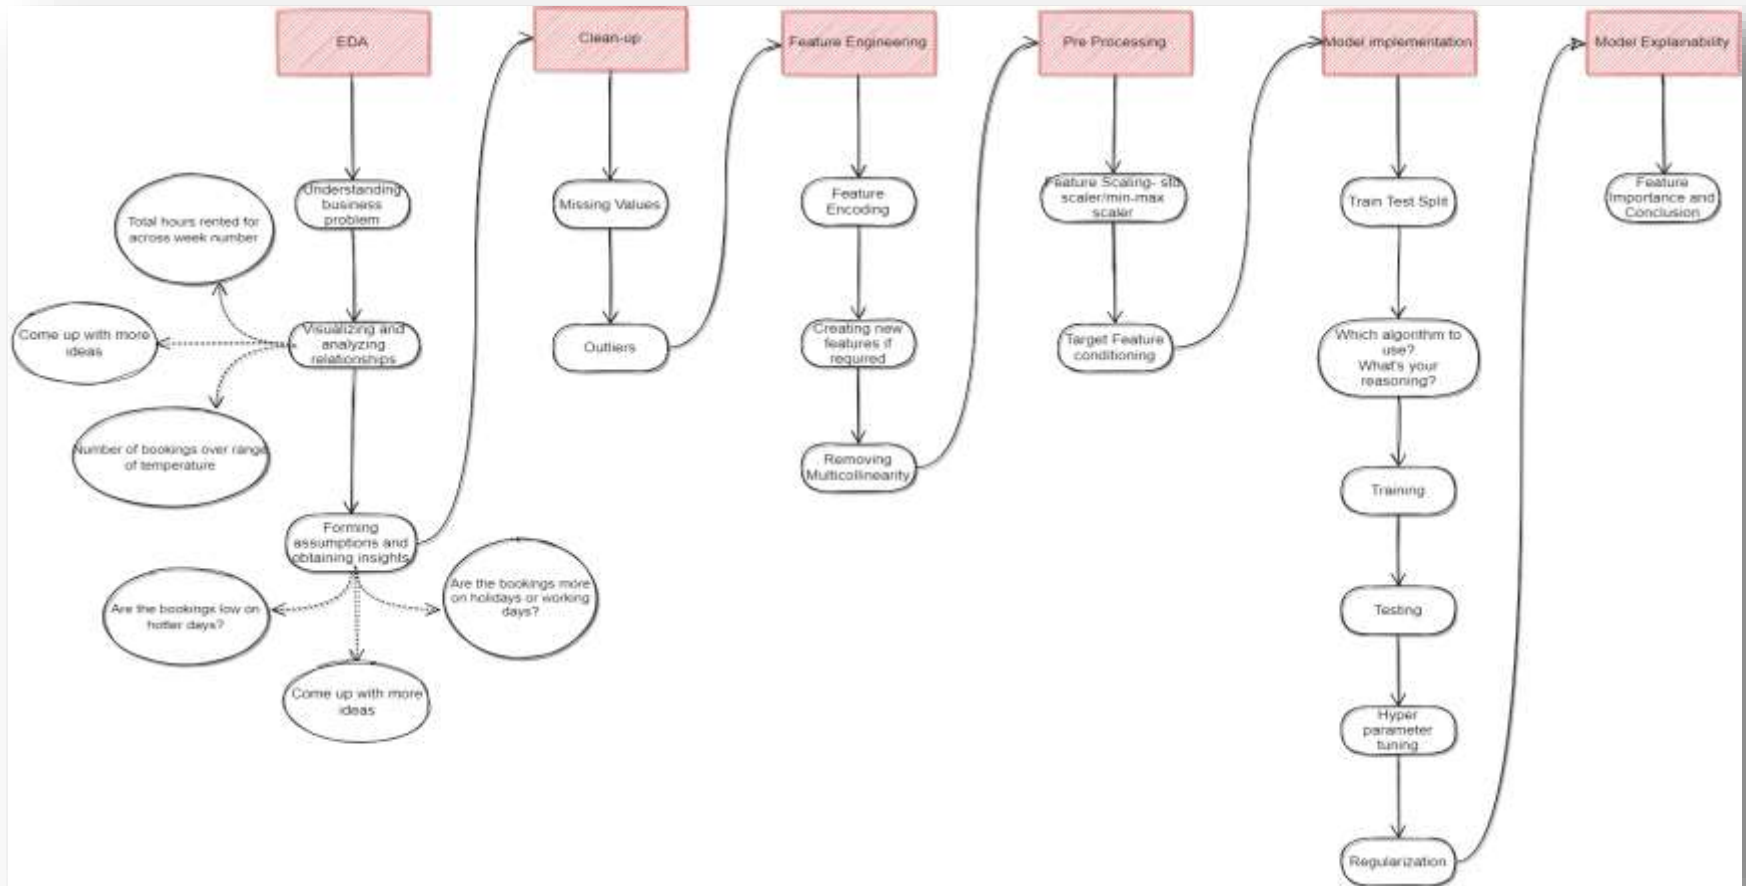 EDA
Clean-up
Feature Engineering
Pre Processing
Model implementation
Model Explainability
Understanding
business
problem
Total hours rented for
across week number
Visualizing and
analyzing
relationships
Come up with more
ideas
Number of bookings over range
of temperature
Forming
assumptions and
obtaining insights
Are the bookings low on
hotter days?
Are the bookings more
on holidays or working
days?
Come up with more
ideas
Missing Values
Outliers
Feature
Encoding
Creating new
features if
required
Removing
Multicollinearity
Feature Scaling- std
scaler/min-max
scaler
Target Feature
conditioning
Train Test Split
Which algorithm to
use?
What's your
reasoning?
Training
Testing
Hyper
parameter
tuning
Regularization
Feature
Importance and
Conclusion